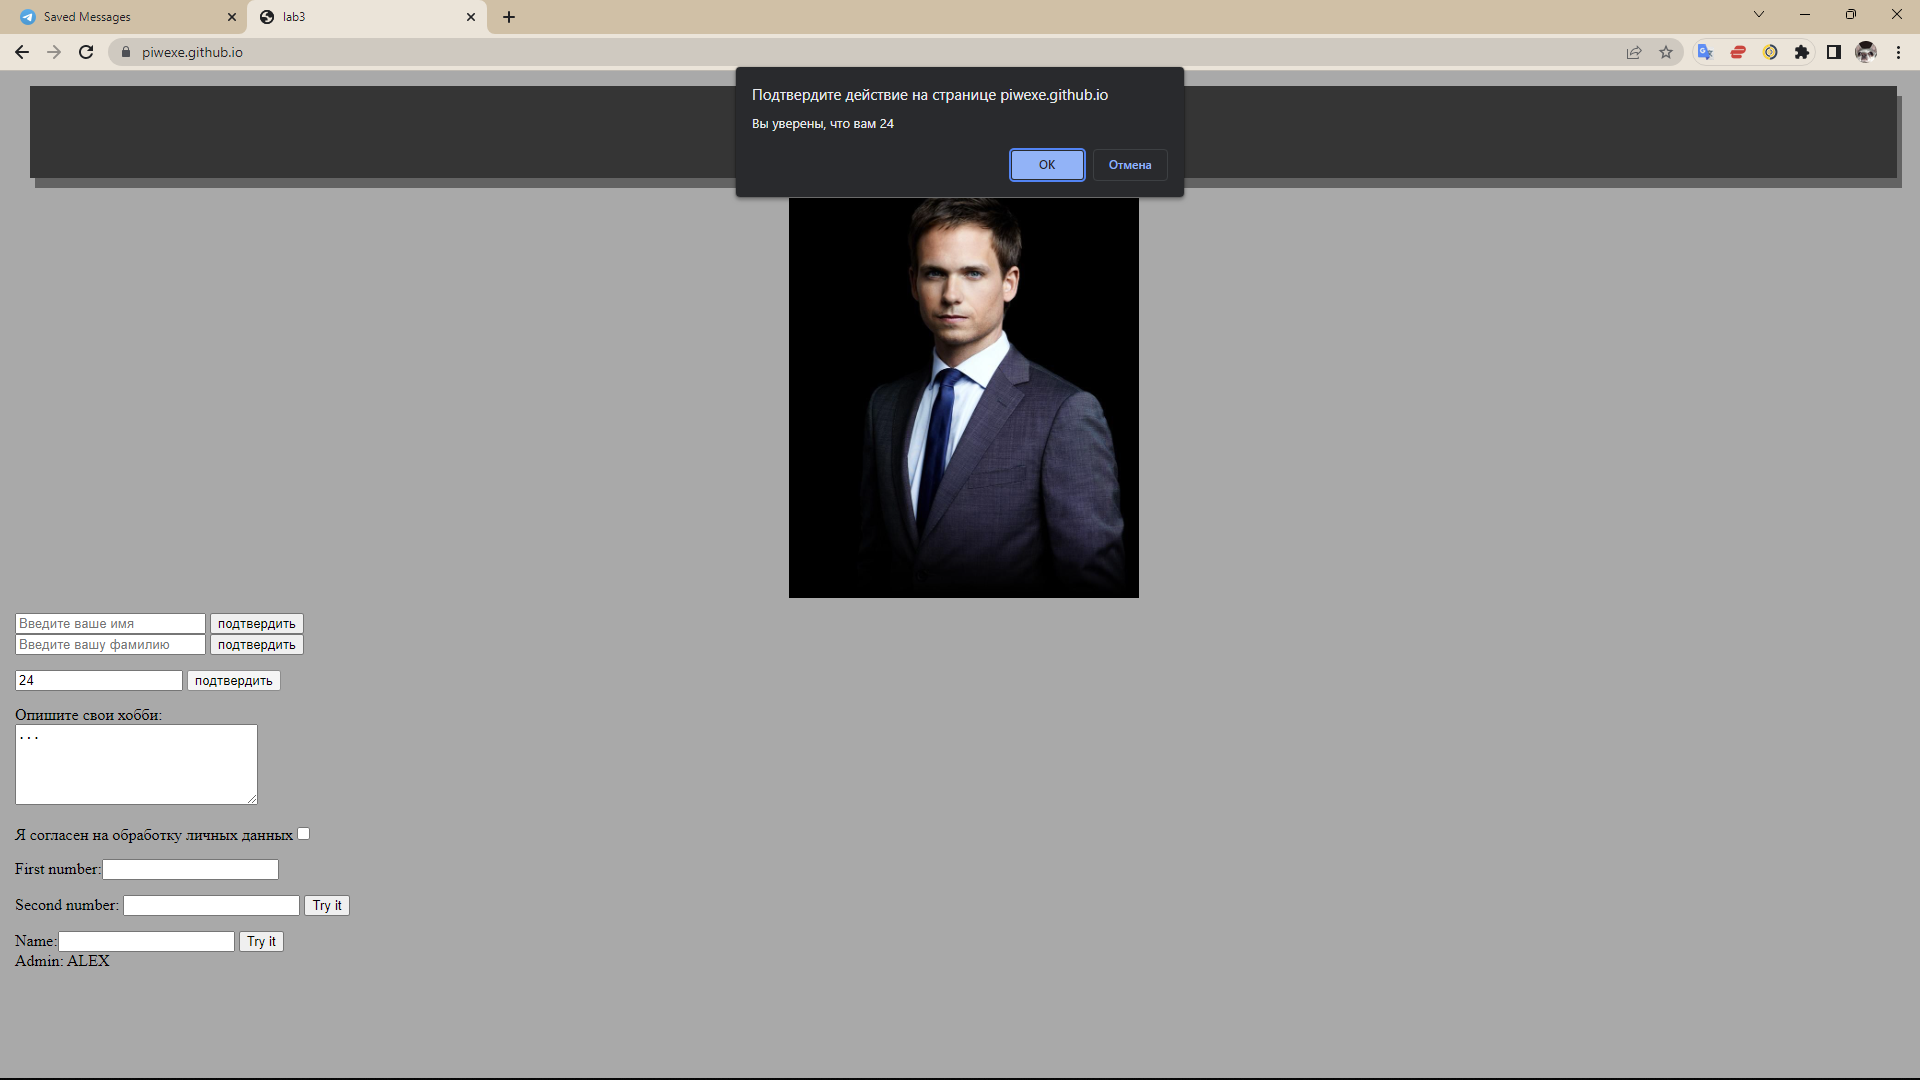 Saved Messages
lab3
piwexe.github.io
Подтвердите действие на странице piwexe.github.io
Вы уверены, что вам 24
ОК
Отмена
Введите ваше имя подтвердить
Введите вашу фамилию подтвердить
24 подтвердить
Опишите свои хобби:
...
Я согласен на обработку личных данных
First number:
Second number: Try it
Name: Try it
Admin: ALEX